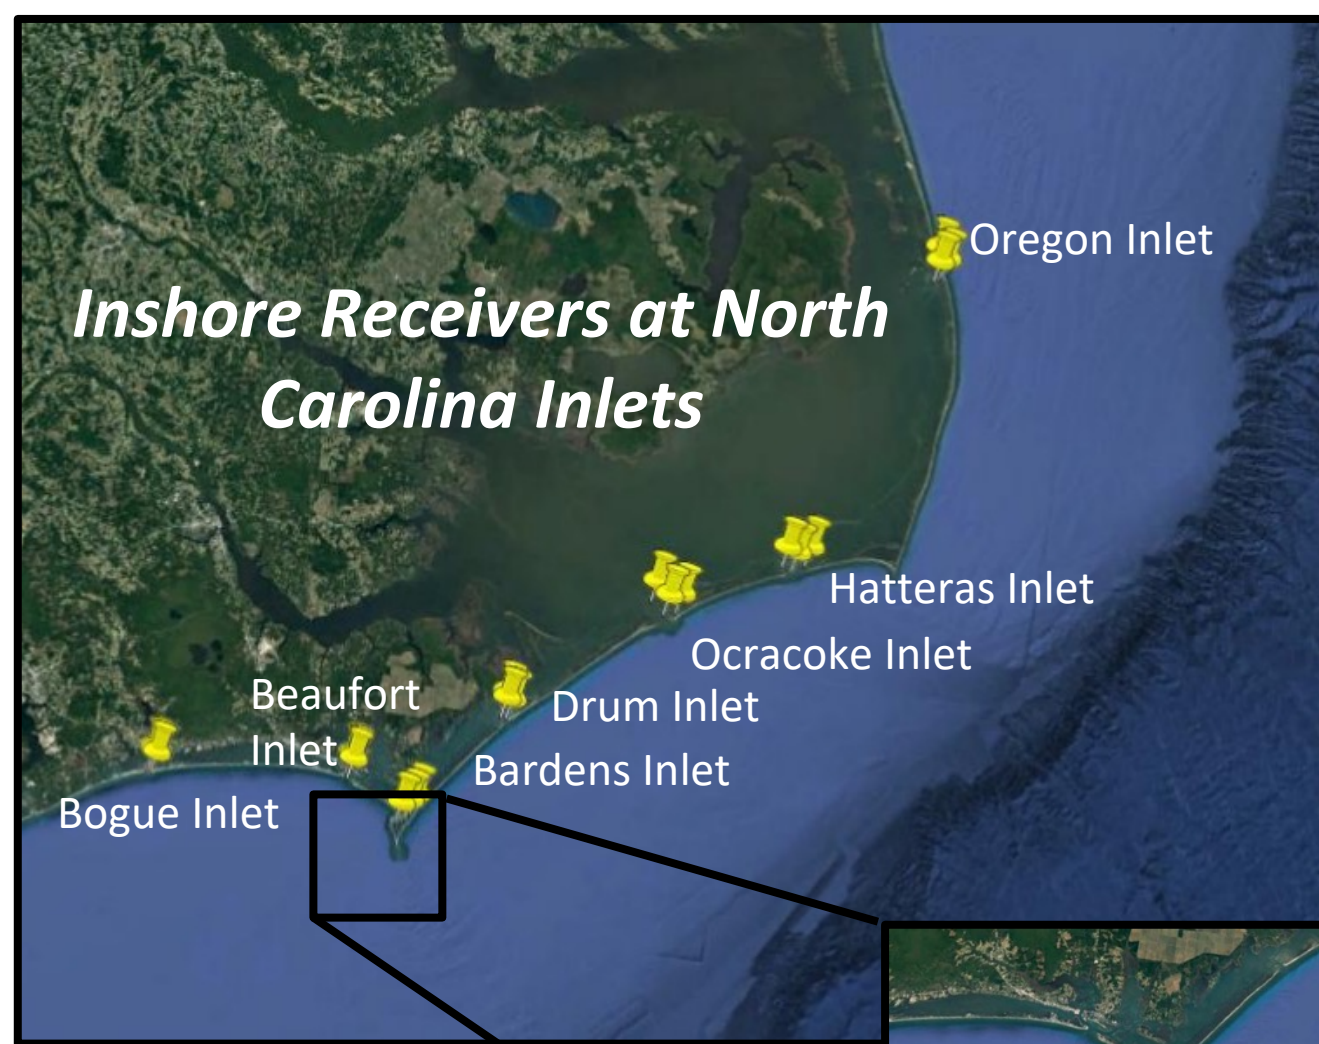 Oregon Inlet
Inshore Receivers at North
Carolina Inlets
Hatteras Inlet
Ocracoke Inlet
Beaufort
Inlet
Drum Inlet
Bardens Inlet
Bogue Inlet